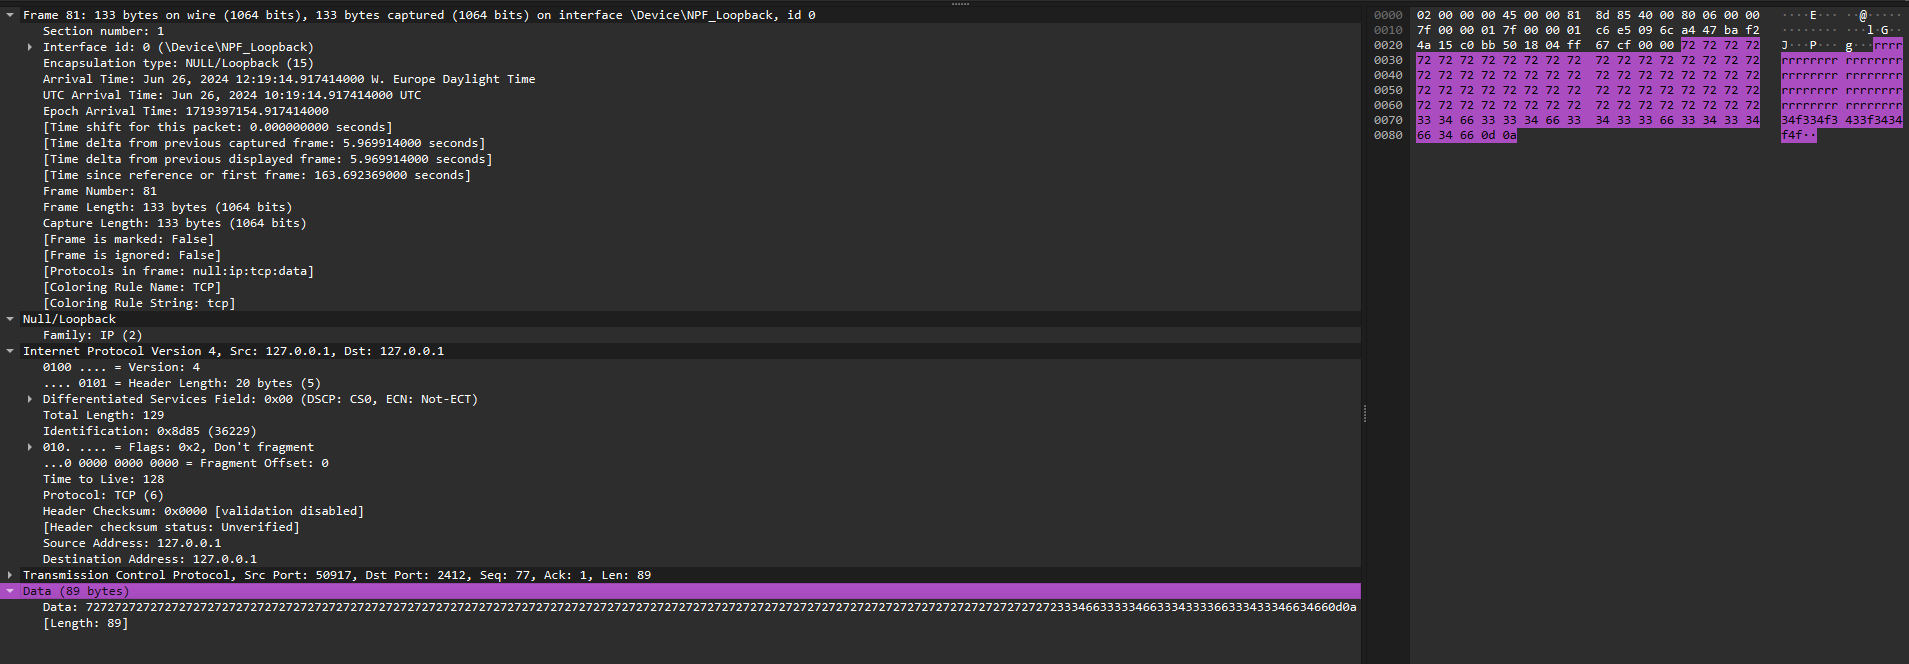 Frame 81: 133 bytes on wire (1064 bits), 133 bytes captured (1064 bits) on interface \Device\NPF_Loopback, id 0
Section number: 1
Interface id: 0 (\Device\NPF_Loopback)
Encapsulation type: NULL/Loopback (15)
Arrival Time: Jun 26, 2024 12:19:14.917414000 W. Europe Daylight Time
UTC Arrival Time: Jun 26, 2024 10:19:14.917414000 UTC
Epoch Arrival Time: 1719397154.917414000
[Time shift for this packet: 0.000000000 seconds]
[Time delta from previous captured frame: 5.969914000 seconds]
[Time delta from previous displayed frame: 5.969914000 seconds]
[Time since reference or first frame: 163.692369000 seconds]
Frame Number: 81
Frame Length: 133 bytes (1064 bits)
Capture Length: 133 bytes (1064 bits)
[Frame is marked: False]
[Frame is ignored: False]
[Protocols in frame: null:ip:tcp:data]
[Coloring Rule Name: TCP]
[Coloring Rule String: tcp]
Null/Loopback
Family: IP (2)
Internet Protocol Version 4, Src: 127.0.0.1, Dst: 127.0.0.1
0100 .... = Version: 4
.... 0101 = Header Length: 20 bytes (5)
Differentiated Services Field: 0x00 (DSCP: CS0, ECN: Not-ECT)
Total Length: 129
Identification: 0x8d85 (36229)
010. .... = Flags: 0x2, Don't fragment
...0 0000 0000 0000 = Fragment Offset: 0
Time to Live: 128
Protocol: TCP (6)
Header Checksum: 0x0000 [validation disabled]
[Header checksum status: Unverified]
Source Address: 127.0.0.1
Destination Address: 127.0.0.1
Transmission Control Protocol, Src Port: 50917, Dst Port: 2412, Seq: 77, Ack: 1, Len: 89
Data (89 bytes)
Data: 7272727272727272727272727272727272727272727272727272727272727272727272727272727272727272727272727272727272727272727272727272727272727272333466333334663334333366333433346634660d0a
[Length: 89]
0000 02 00 00 00 45 00 00 81 8d 85 40 00 80 06 00 00 ····E··· ··@·····
0010 7f 00 00 01 7f 00 00 01 c6 e5 09 6c a4 47 ba f2 ········ ···l·G··
0020 4a 15 c0 bb 50 18 04 ff 67 cf 00 00 72 72 72 72 J···P··· g···rrrr
0030 72 72 72 72 72 72 72 72 72 72 72 72 72 72 72 72 rrrrrrrr rrrrrrrr
0040 72 72 72 72 72 72 72 72 72 72 72 72 72 72 72 72 rrrrrrrr rrrrrrrr
0050 72 72 72 72 72 72 72 72 72 72 72 72 72 72 72 72 rrrrrrrr rrrrrrrr
0060 72 72 72 72 72 72 72 72 72 72 72 72 72 72 72 72 rrrrrrrr rrrrrrrr
0070 33 34 66 33 33 34 66 33 34 33 33 66 33 34 33 34 34f334f3 433f3434
0080 66 34 66 0d 0a f4f··